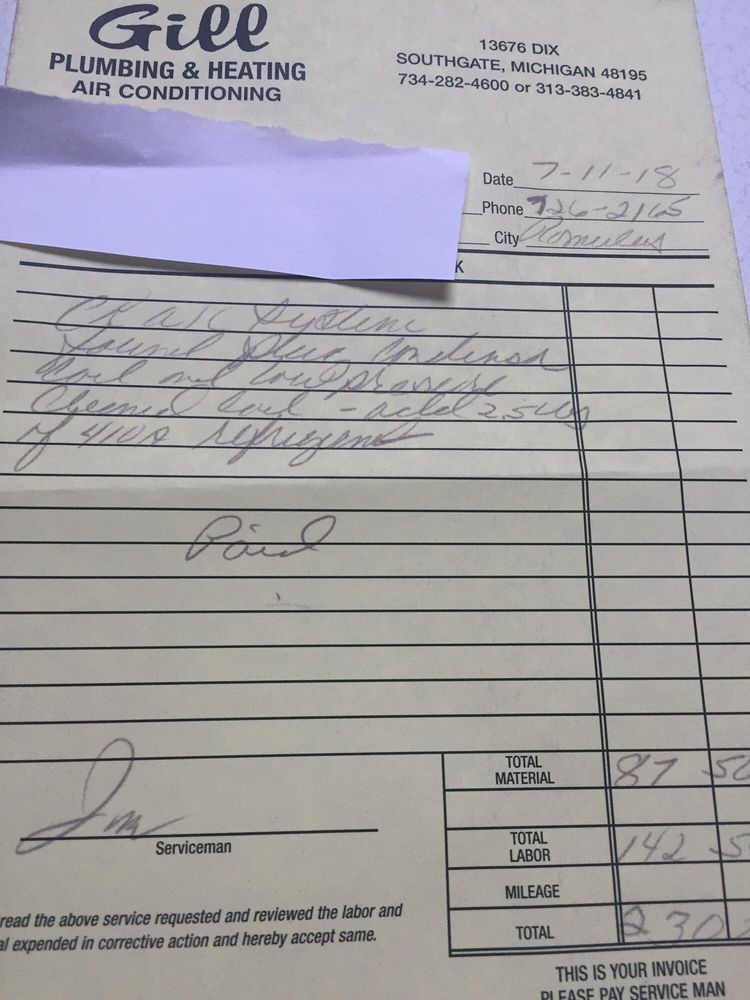 Gill
PLUMBING & HEATING
AIR CONDITIONING
13676 DIX
SOUTHGATE, MICHIGAN 48195
734-282-4600 or 313-383-4841
Date 7-11-18
Phone 726-2165
City Romulus
K
CK A/C System
found plug condensor
Coil and low pressure
Cleaned coil - add 2.5 Lbs
of 410A refrigerant
Paid
Serviceman
TOTAL MATERIAL 87 50
TOTAL LABOR 142 5
MILEAGE
TOTAL 230
read the above service requested and reviewed the labor and
al expended in corrective action and hereby accept same.
THIS IS YOUR INVOICE
PLEASE PAY SERVICE MAN